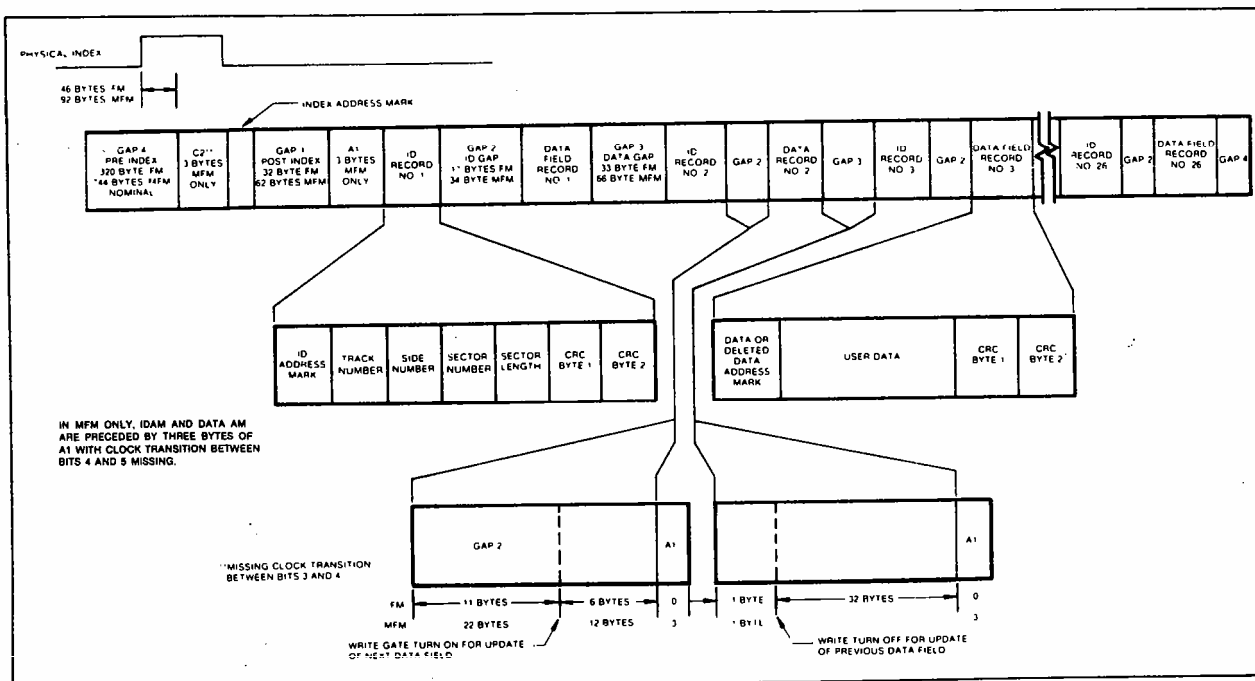 PHYSICAL INDEX
46 BYTES FM
92 BYTES MFM
INDEX ADDRESS MARK
GAP 4
PRE INDEX
320 BYTE FM
BYTES MFM
NOMINAL
C2**
3 BYTES
MFM
ONLY
GAP 1
POST INDEX
32 BYTE FM
62 BYTES MFM
A1
3 BYTES
MFM
ONLY
ID
RECORD
NO. 1
GAP 2
ID GAP
BYTES FM
34 BYTE MFM
DATA
FIELD
RECORD
NO. 1
GAP 3
DATA GAP
33 BYTE FM
66 BYTE MFM
ID
RECORD
NO. 2
GAP 2
DATA
RECORD
NO. 2
GAP 3
ID
RECORD
NO. 3
GAP 2
DATA FIELD
RECORD
NO. 3
ID
RECORD
NO. 26
GAP 2
DATA FIELD
RECORD
NO. 26
GAP 4
ID
ADDRESS
MARK
TRACK
NUMBER
SIDE
NUMBER
SECTOR
NUMBER
SECTOR
LENGTH
CRC
BYTE 1
CRC
BYTE 2
DATA OR
DELETED
DATA
ADDRESS
MARK
USER DATA
CRC
BYTE 1
CRC
BYTE 2
IN MFM ONLY, IDAM AND DATA AM
ARE PRECEDED BY THREE BYTES OF
A1 WITH CLOCK TRANSITION BETWEEN
BITS 4 AND 5 MISSING.
**MISSING CLOCK TRANSITION
BETWEEN BITS 3 AND 4
GAP 2
A1
A1
FM 11 BYTES 6 BYTES 0 1 BYTE 32 BYTES 0
MFM 22 BYTES 12 BYTES 3 1 BYTE 3
WRITE GATE TURN ON FOR UPDATE
OF NEXT DATA FIELD
WRITE TURN OFF FOR UPDATE
OF PREVIOUS DATA FIELD